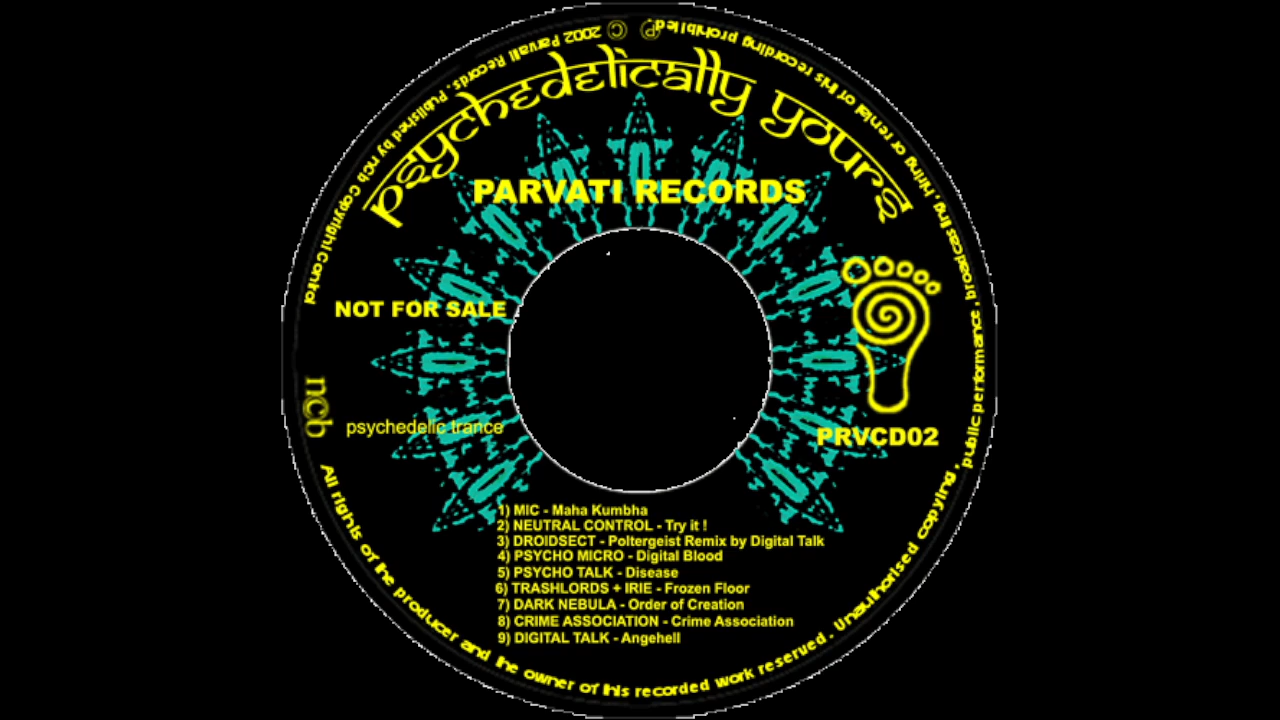 psychedelically yours
PARVATI RECORDS
NOT FOR SALE
ncb
psychedelic trance
PRVCD02
1) MIC - Maha Kumbha
2) NEUTRAL CONTROL - Try it !
3) DROIDSECT - Poltergeist Remix by Digital Talk
4) PSYCHO MICRO - Digital Blood
5) PSYCHO TALK - Disease
6) TRASHLORDS + IRIE - Frozen Floor
7) DARK NEBULA - Order of Creation
8) CRIME ASSOCIATION - Crime Association
9) DIGITAL TALK - Angehell
All rights of the producer and the owner of this recorded work reserved. Unauthorised copying, public performance, broadcasting, hiring or rental of this recording prohibited. Ⓟ © 2002 Parvati Records. Published by nCb Copyright Control